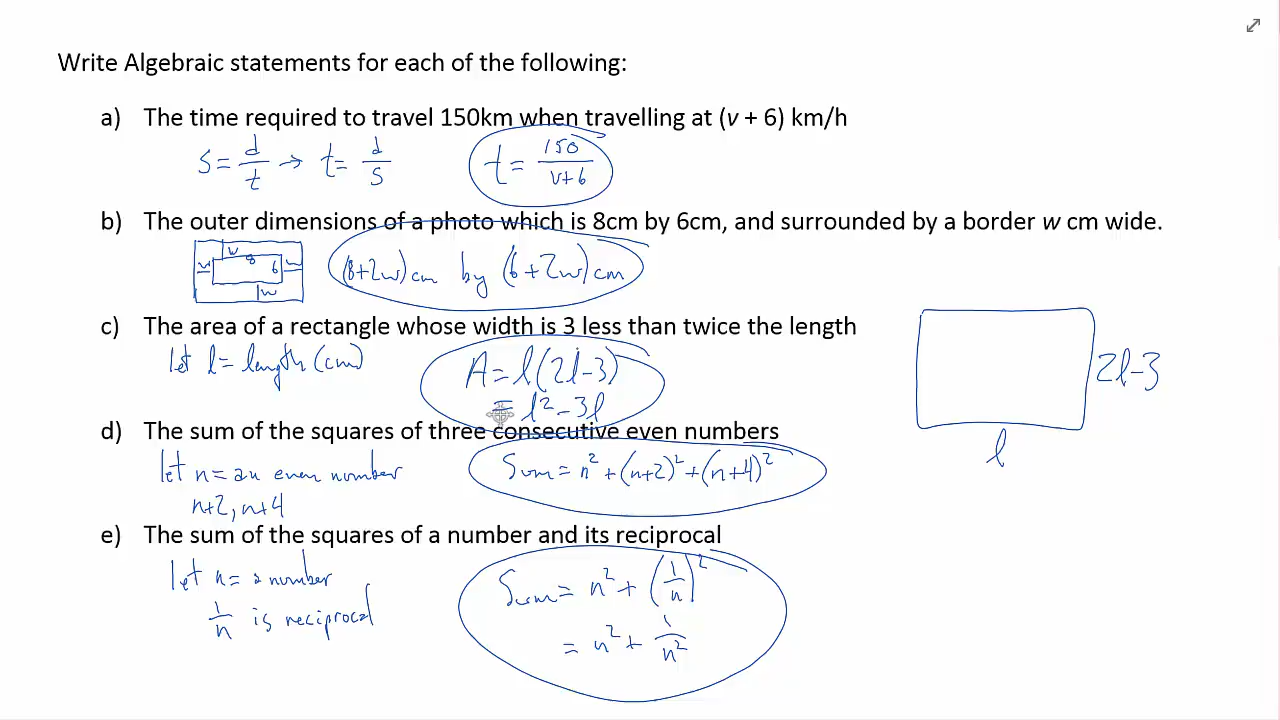 Write Algebraic statements for each of the following:
a) The time required to travel 150km when travelling at (v + 6) km/h
s = d/t → t = d/s t = 150/(v+6)
b) The outer dimensions of a photo which is 8cm by 6cm, and surrounded by a border w cm wide.
w 8 w 6 w w (8+2w)cm by (6+2w)cm
c) The area of a rectangle whose width is 3 less than twice the length
let l = length (cm) A = l(2l-3)
= l² - 3l
2l-3
l
d) The sum of the squares of three consecutive even numbers
let n = an even number Sum = n² + (n+2)² + (n+4)²
n+2, n+4
e) The sum of the squares of a number and its reciprocal
let n = a number Sum = n² + (1/n)²
1/n is reciprocal = n² + 1/n²